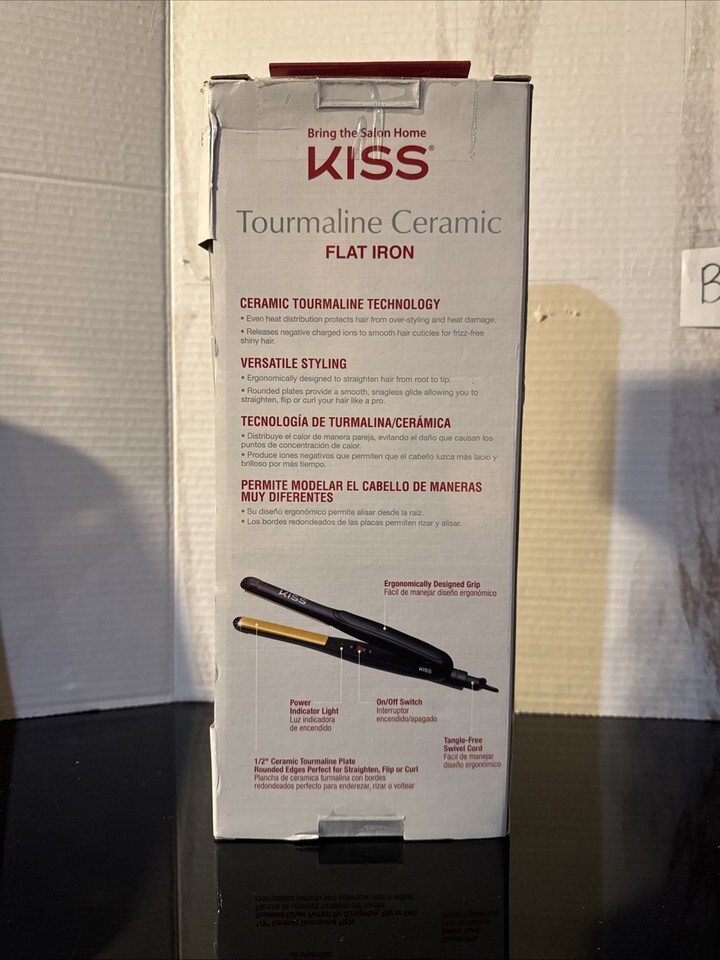 Bring the Salon Home
KISS®
Tourmaline Ceramic
FLAT IRON
CERAMIC TOURMALINE TECHNOLOGY
• Even heat distribution protects hair from over-styling and heat damage.
• Releases negative charged ions to smooth hair cuticles for frizz-free
shiny hair.
VERSATILE STYLING
• Ergonomically designed to straighten hair from root to tip.
• Rounded plates provide a smooth, snagless glide allowing you to
straighten, flip or curl your hair like a pro.
TECNOLOGÍA DE TURMALINA/CERÁMICA
• Distribuye el calor de manera pareja, evitando el daño que causan los
puntos de concentración de calor.
• Produce iones negativos que permiten que el cabello luzca más lacio y
brilloso por más tiempo.
PERMITE MODELAR EL CABELLO DE MANERAS
MUY DIFERENTES
• Su diseño ergonómico permite alisar desde la raíz.
• Los bordes redondeados de las placas permiten rizar y alisar.
KISS
KISS
Ergonomically Designed Grip
Fácil de manejar diseño ergonómico
Power
Indicator Light
Luz indicadora
de encendido
On/Off Switch
Interruptor
encendido/apagado
Tangle-Free
Swivel Cord
Fácil de manejar
diseño ergonómico
1/2" Ceramic Tourmaline Plate
Rounded Edges Perfect for Straighten, Flip or Curl
Plancha de ceramica turmalina con bordes
redondeados perfecto para enderezar, rizar o voltear
B